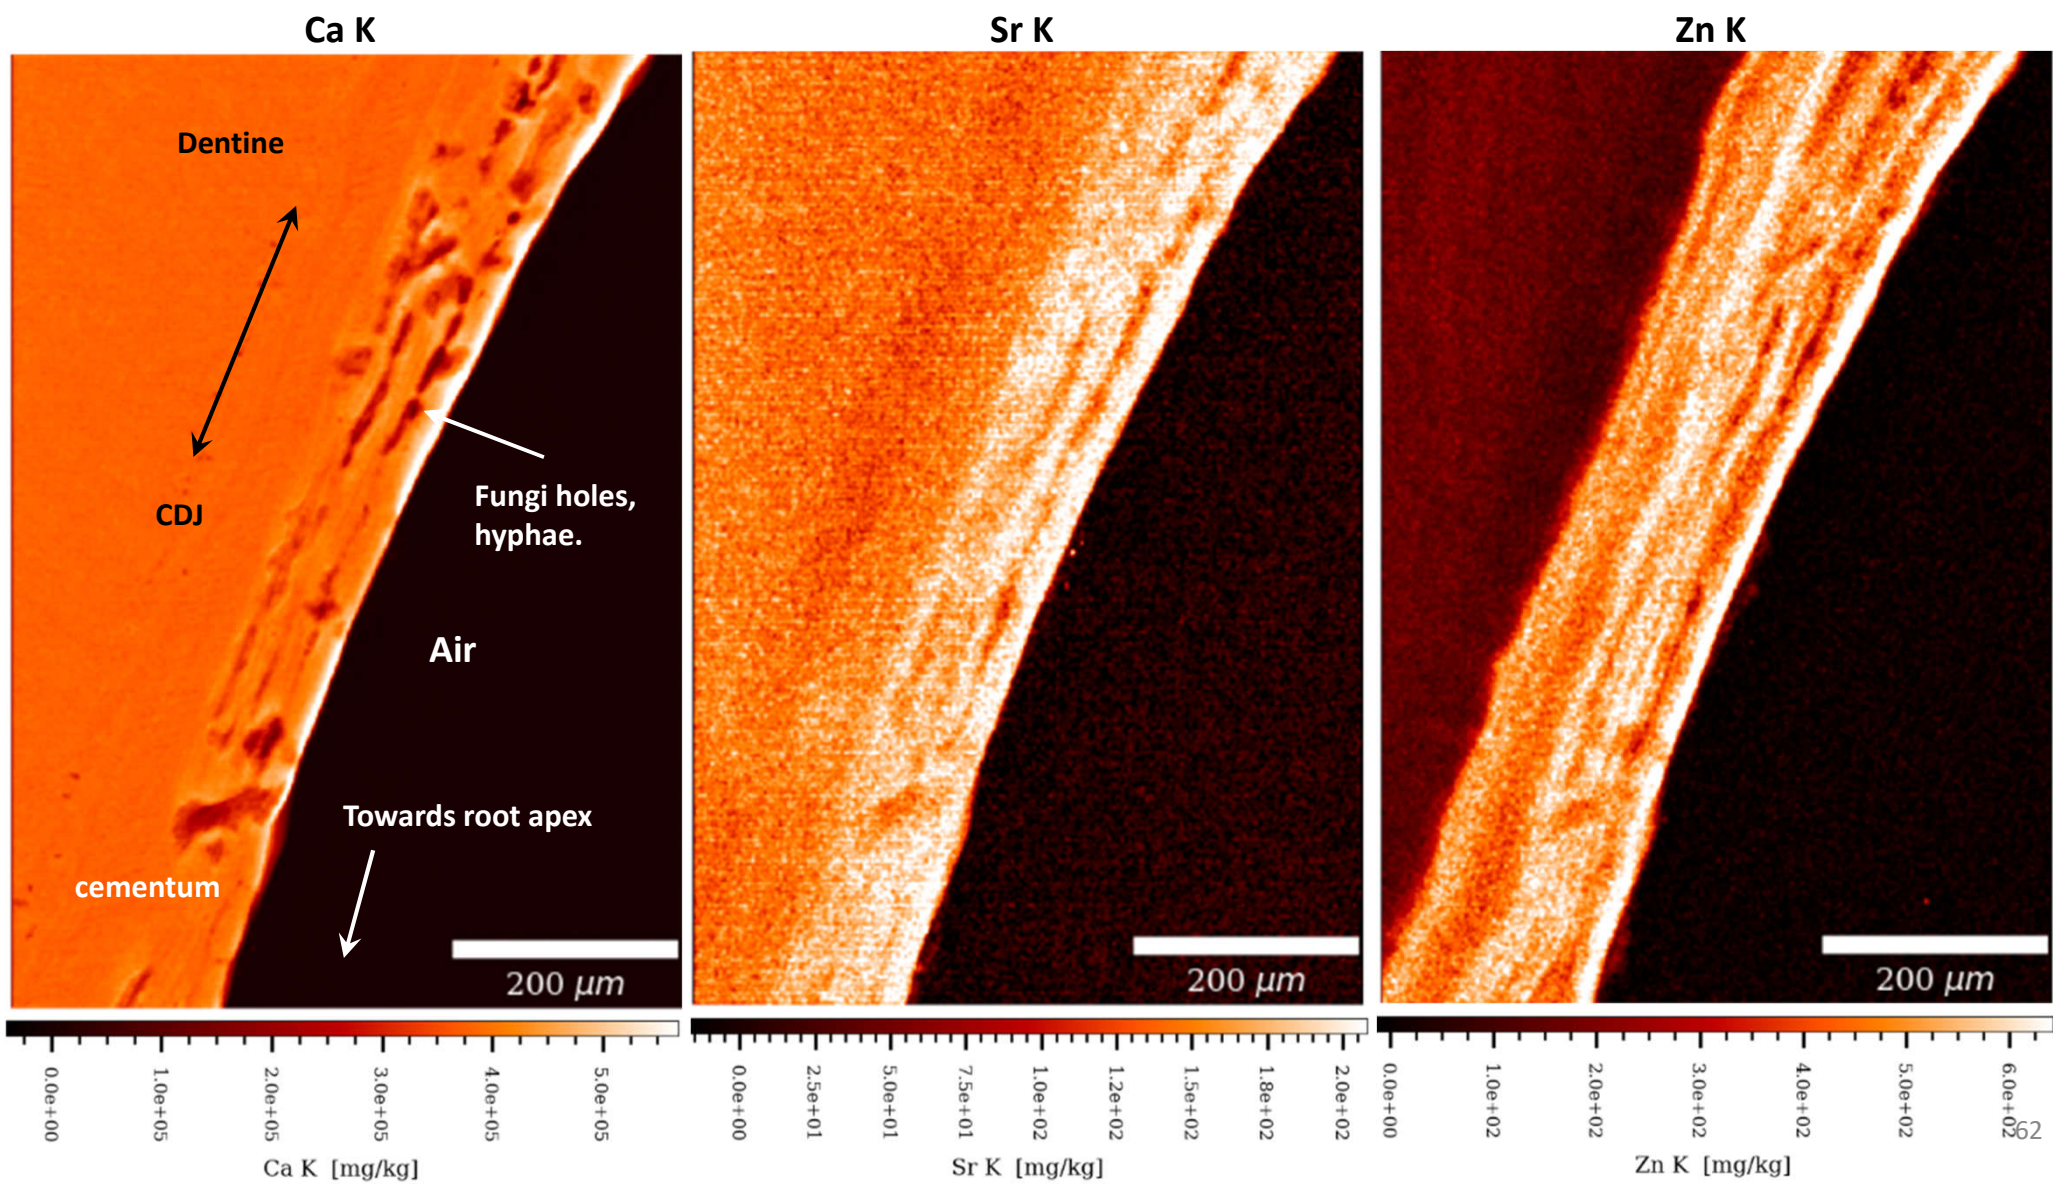 Ca K
Sr K
Zn K
Dentine
CDJ
Fungi holes,
hyphae.
Air
Towards root apex
cementum
200 μm
200 μm
200 μm
0.0e+00 1.0e+05 2.0e+05 3.0e+05 4.0e+05 5.0e+05
0.0e+00 2.5e+01 5.0e+01 7.5e+01 1.0e+02 1.2e+02 1.5e+02 1.8e+02 2.0e+02
0.0e+00 1.0e+02 2.0e+02 3.0e+02 4.0e+02 5.0e+02 6.0e+02
62
Ca K [mg/kg]
Sr K [mg/kg]
Zn K [mg/kg]